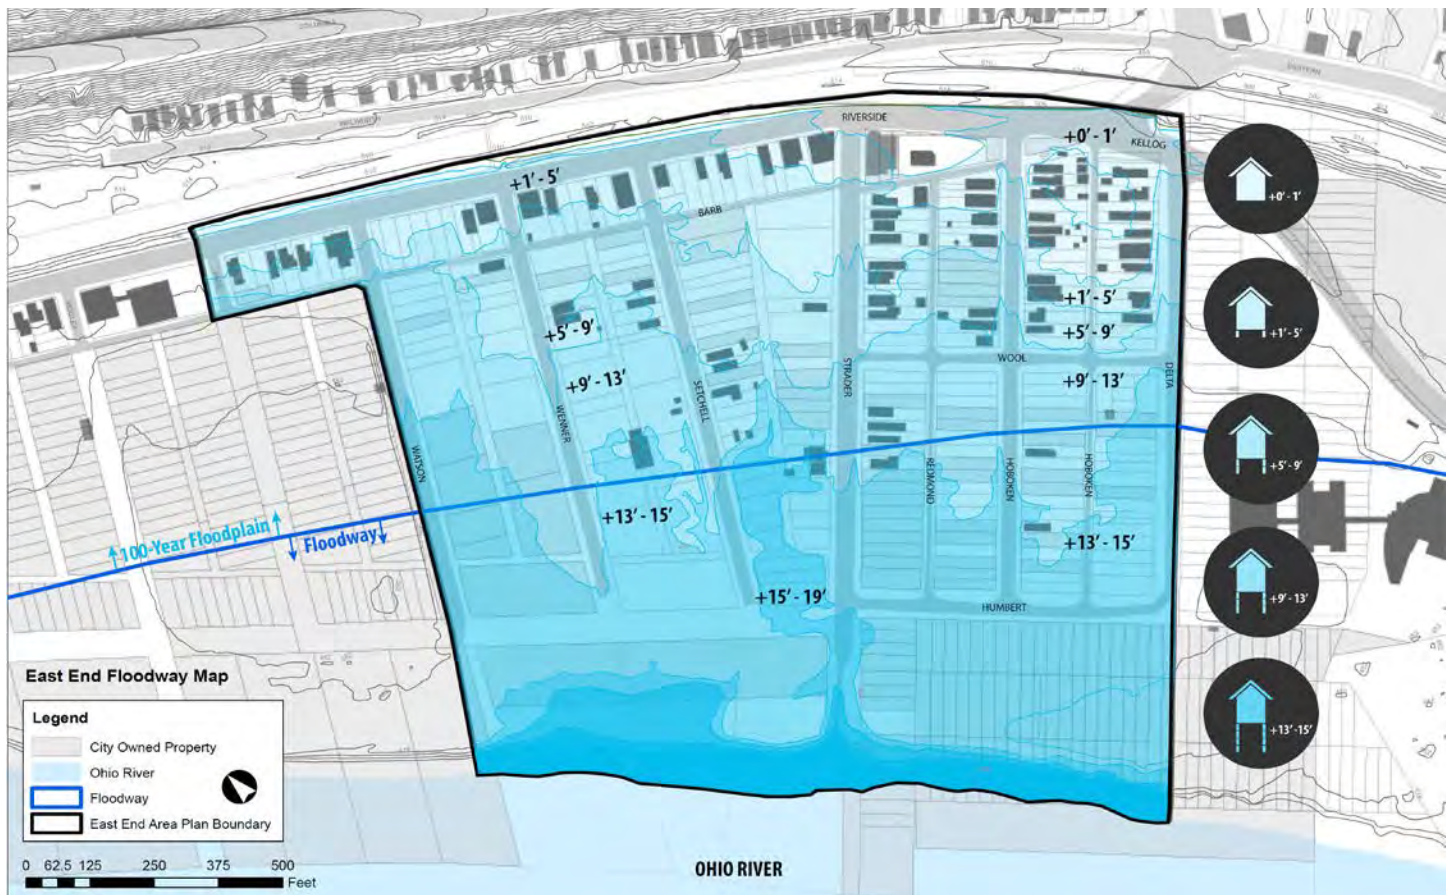 RIVERSIDE
+0' - 1'
KELLOG
+1' - 5'
BARB
+0' - 1'
+1' - 5'
+5' - 9'
+9' - 13'
+1' - 5'
+5' - 9'
WOOL
+9' - 13'
DELTA
STRADER
SETCHELL
WENNER
WATSON
REDMOND
HOBOKEN
HOBOKEN
+1' - 5'
+5' - 9'
+9' - 13'
+13' - 15'
100-Year Floodplain
Floodway
+13' - 15'
+13' - 15'
+15' - 19'
HUMBERT
East End Floodway Map
Legend
City Owned Property
Ohio River
Floodway
East End Area Plan Boundary
0 62.5 125 250 375 500
Feet
OHIO RIVER